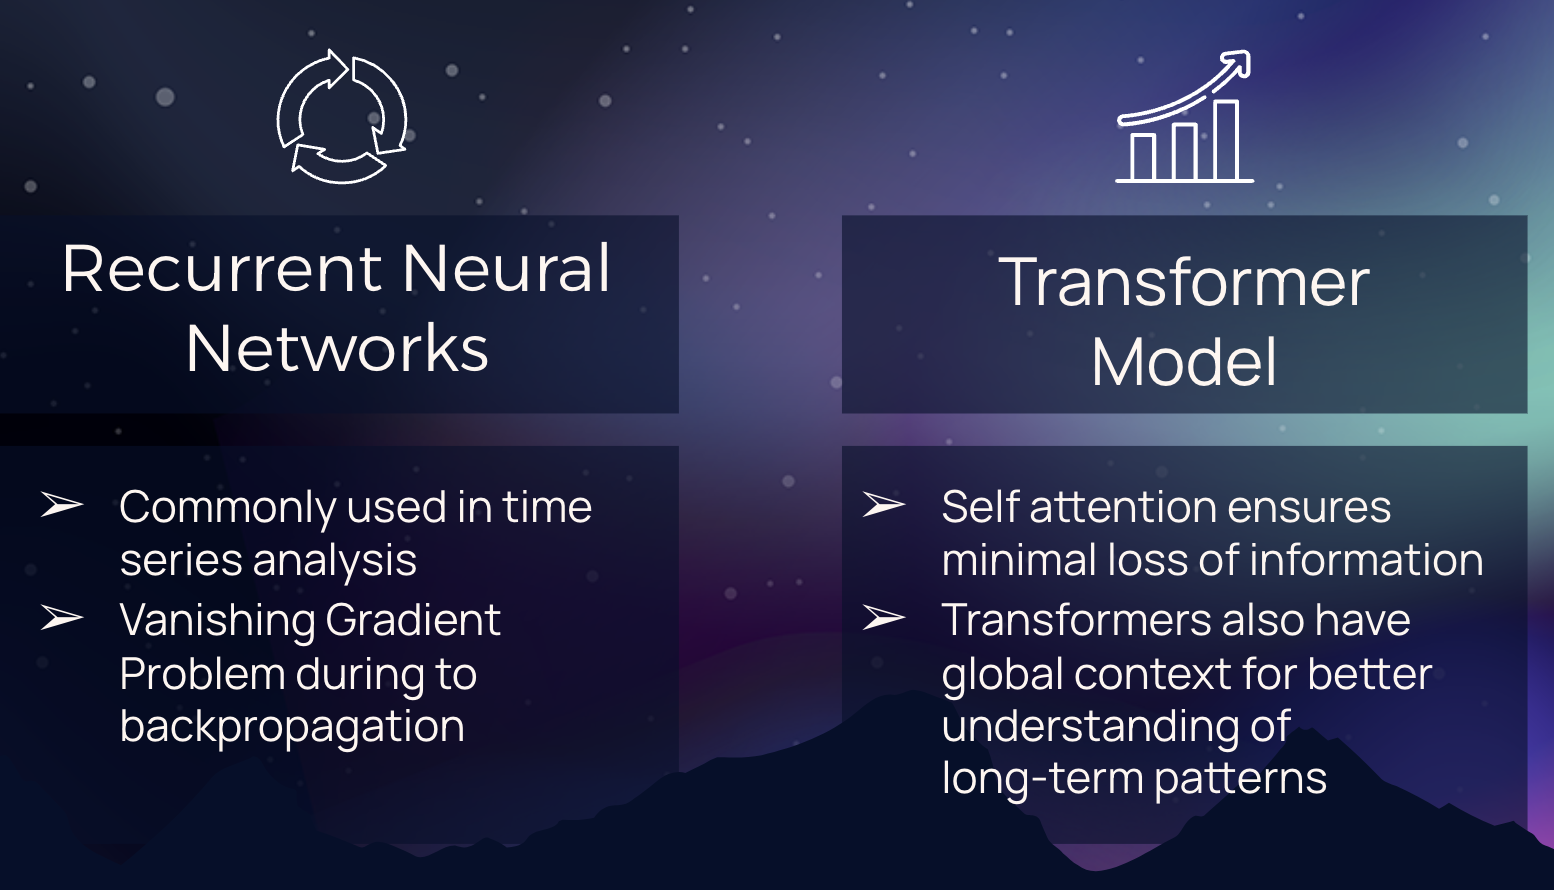 Recurrent Neural
Networks
➢ Commonly used in time
series analysis
➢ Vanishing Gradient
Problem during to
backpropagation
Transformer
Model
➢ Self attention ensures
minimal loss of information
➢ Transformers also have
global context for better
understanding of
long-term patterns